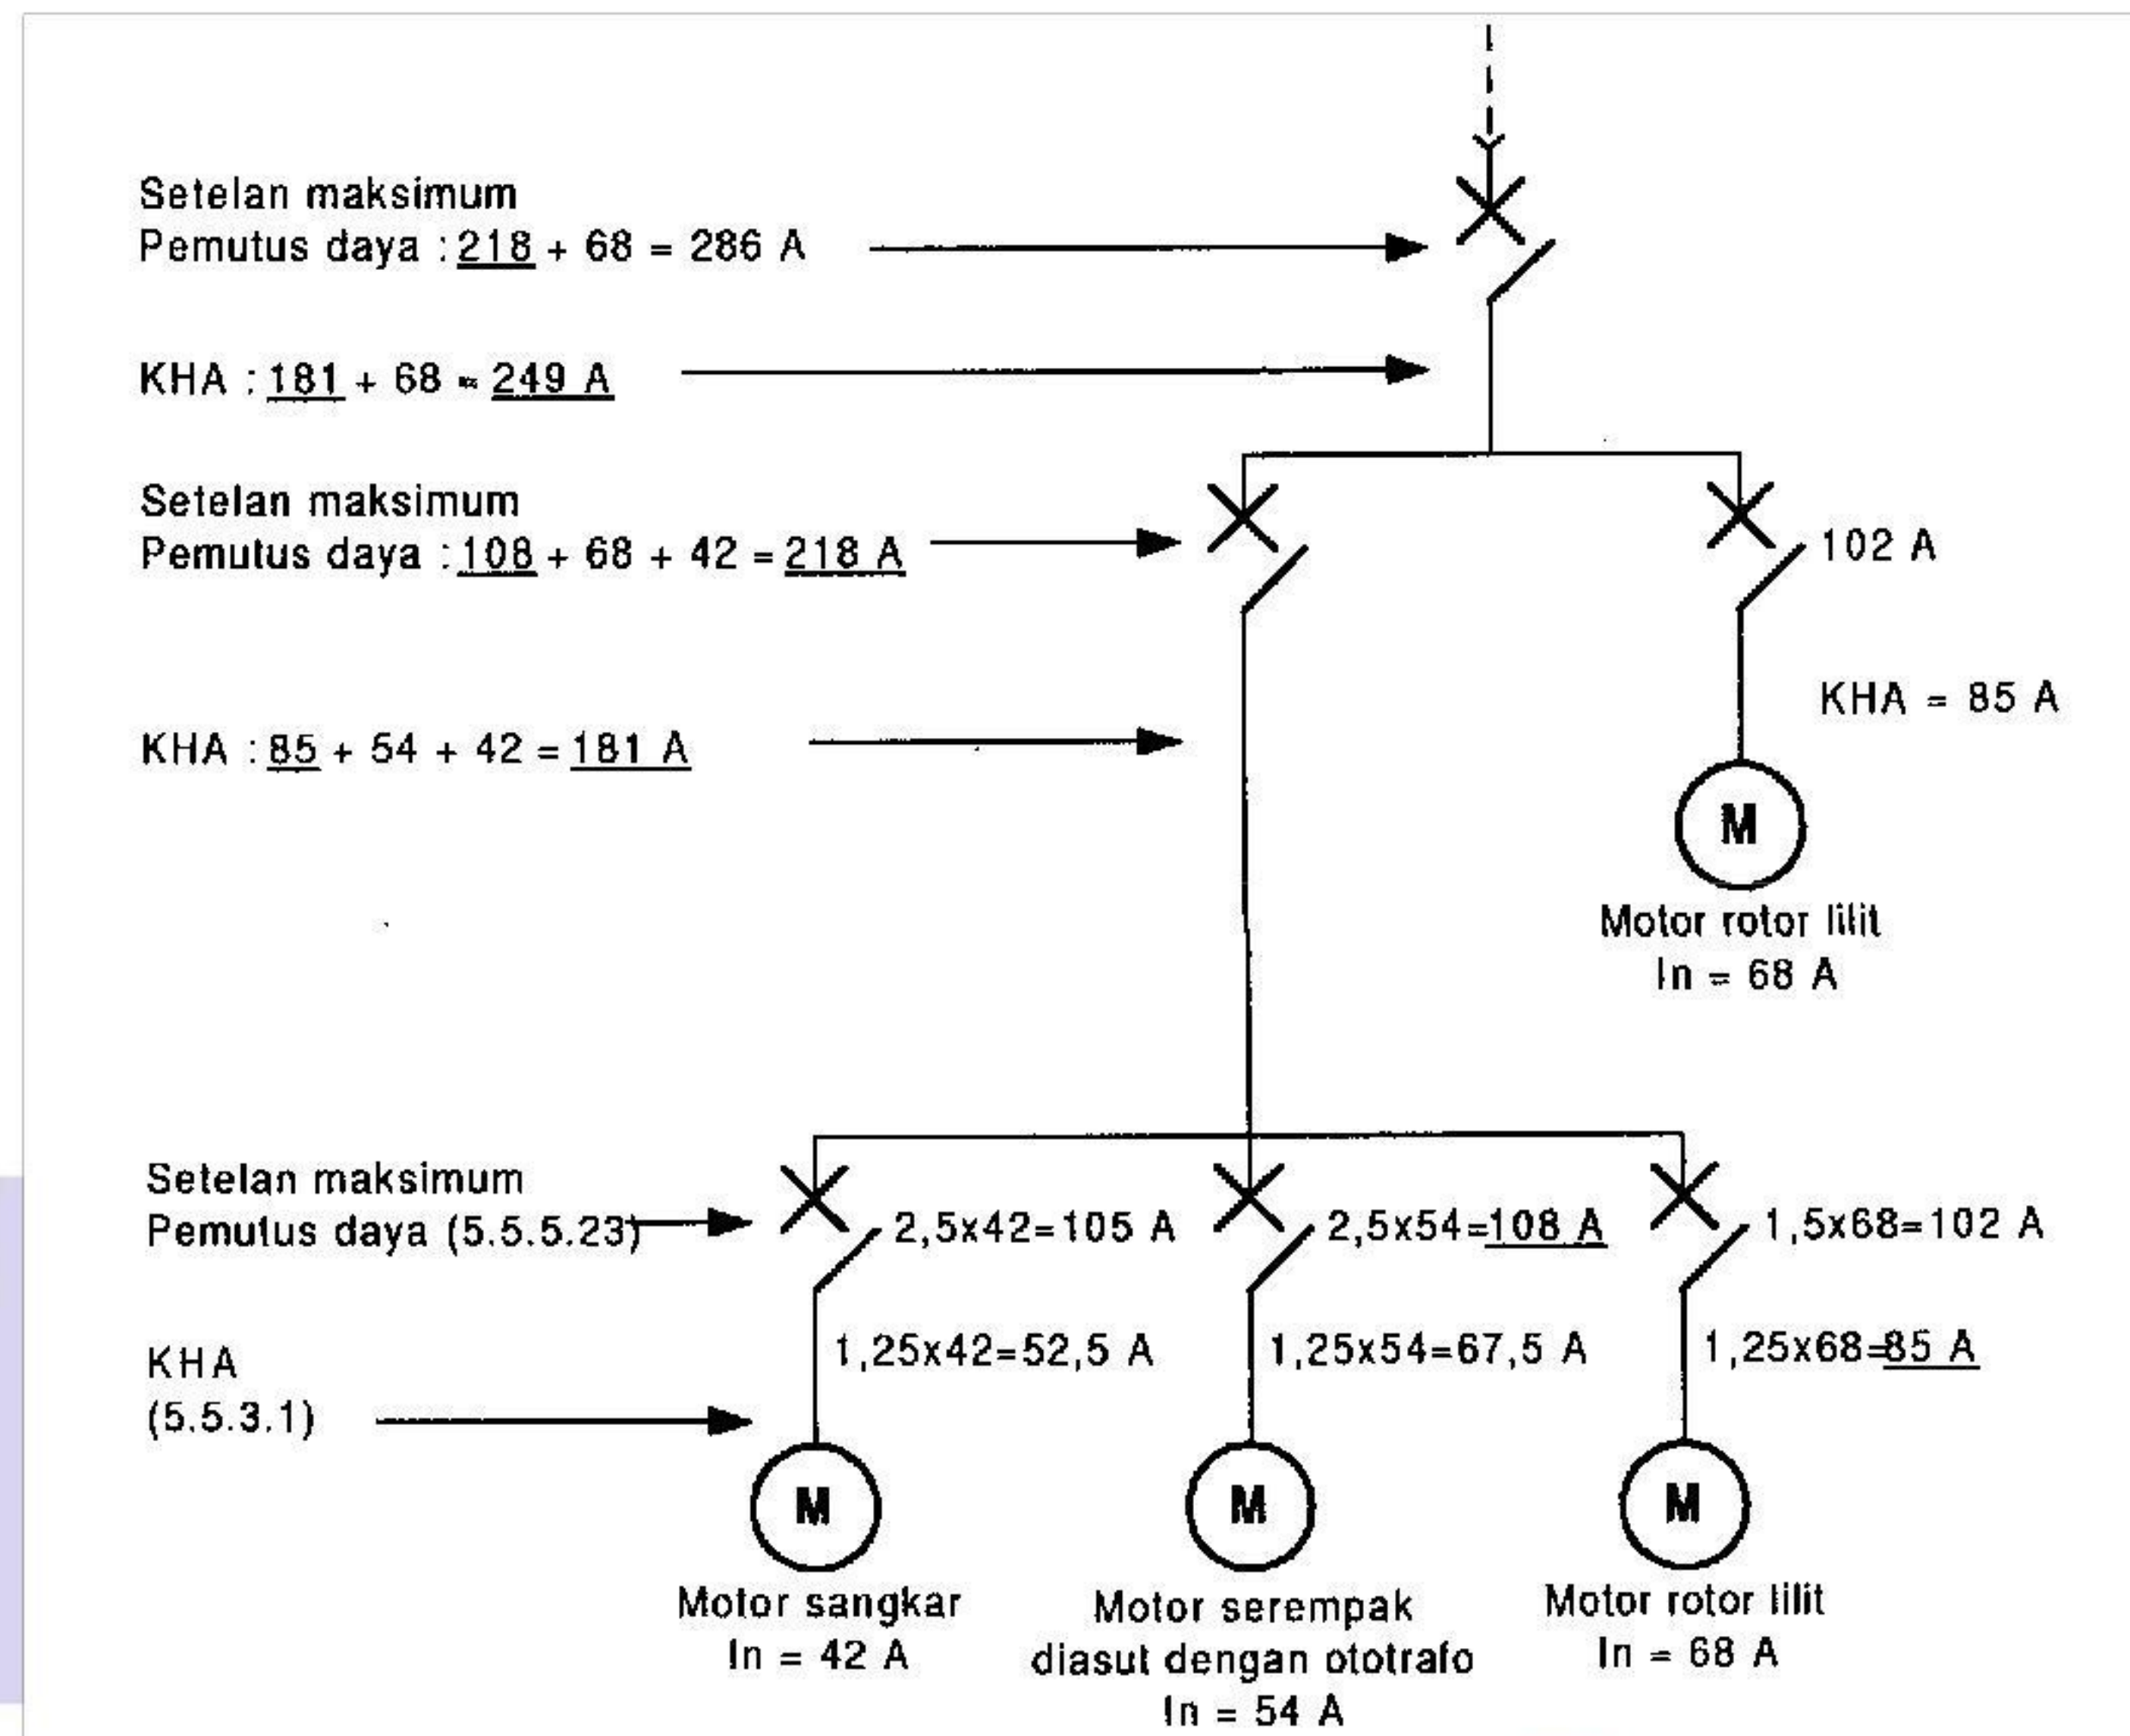 Setelan maksimum
Pemutus daya : 218 + 68 = 286 A
KHA : 181 + 68 = 249 A
Setelan maksimum
Pemutus daya : 108 + 68 + 42 = 218 A
102 A
KHA = 85 A
KHA : 85 + 54 + 42 = 181 A
M
Motor rotor lilit
In = 68 A
Setelan maksimum
Pemutus daya (5.5.5.23)
2,5x42=105 A
2,5x54=108 A
1,5x68=102 A
KHA
(5.5.3.1)
1,25x42=52,5 A
1,25x54=67,5 A
1,25x68=85 A
M
M
M
Motor sangkar
In = 42 A
Motor serempak
diasut dengan ototrafo
In = 54 A
Motor rotor lilit
In = 68 A